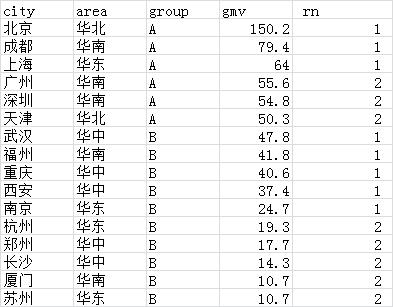 city area group gmv rn
北京 华北 A 150.2 1
成都 华南 A 79.4 1
上海 华东 A 64 1
广州 华南 A 55.6 2
深圳 华南 A 54.8 2
天津 华北 A 50.3 2
武汉 华中 B 47.8 1
福州 华南 B 41.8 1
重庆 华中 B 40.6 1
西安 华中 B 37.4 1
南京 华东 B 24.7 1
杭州 华东 B 19.3 2
郑州 华中 B 17.7 2
长沙 华中 B 14.3 2
厦门 华南 B 10.7 2
苏州 华东 B 10.7 2